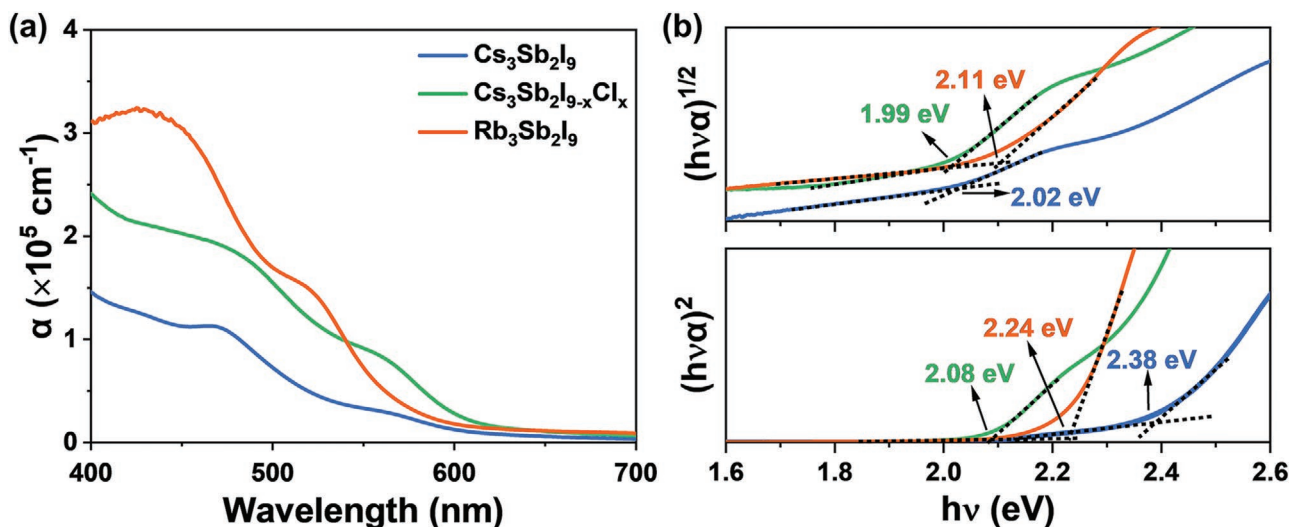 (a)
4
3
2
1
0
α (×10⁵ cm⁻¹)
Cs₃Sb₂I₉
Cs₃Sb₂I₉₋ₓClₓ
Rb₃Sb₂I₉
400 500 600 700
Wavelength (nm)
(b)
(hνα)¹ᐟ²
2.11 eV
1.99 eV
2.02 eV
(hνα)²
2.24 eV
2.38 eV
2.08 eV
1.6 1.8 2.0 2.2 2.4 2.6
hν (eV)